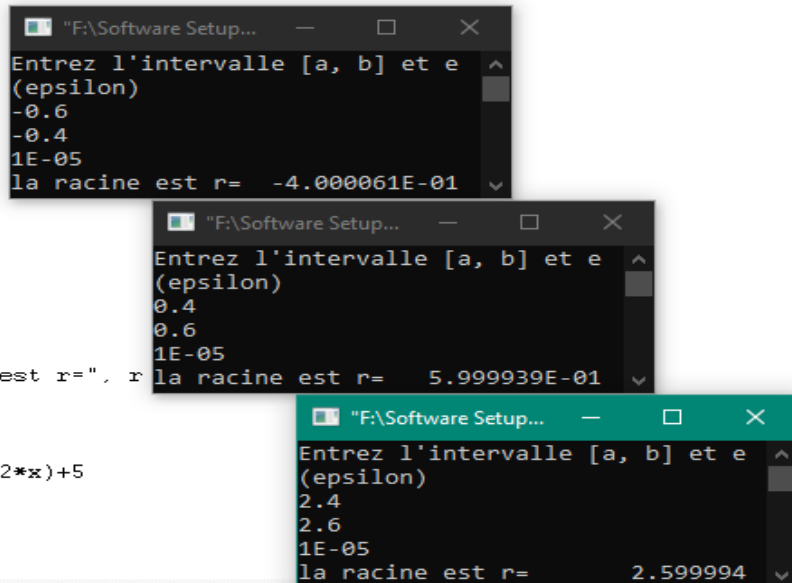 "F:\Software Setup...
Entrez l'intervalle [a, b] et e
(epsilon)
-0.6
-0.4
1E-05
la racine est r=  -4.000061E-01
"F:\Software Setup...
Entrez l'intervalle [a, b] et e
(epsilon)
0.4
0.6
1E-05
la racine est r=   5.999939E-01
est r=", r
2*x)+5
"F:\Software Setup...
Entrez l'intervalle [a, b] et e
(epsilon)
2.4
2.6
1E-05
la racine est r=       2.599994